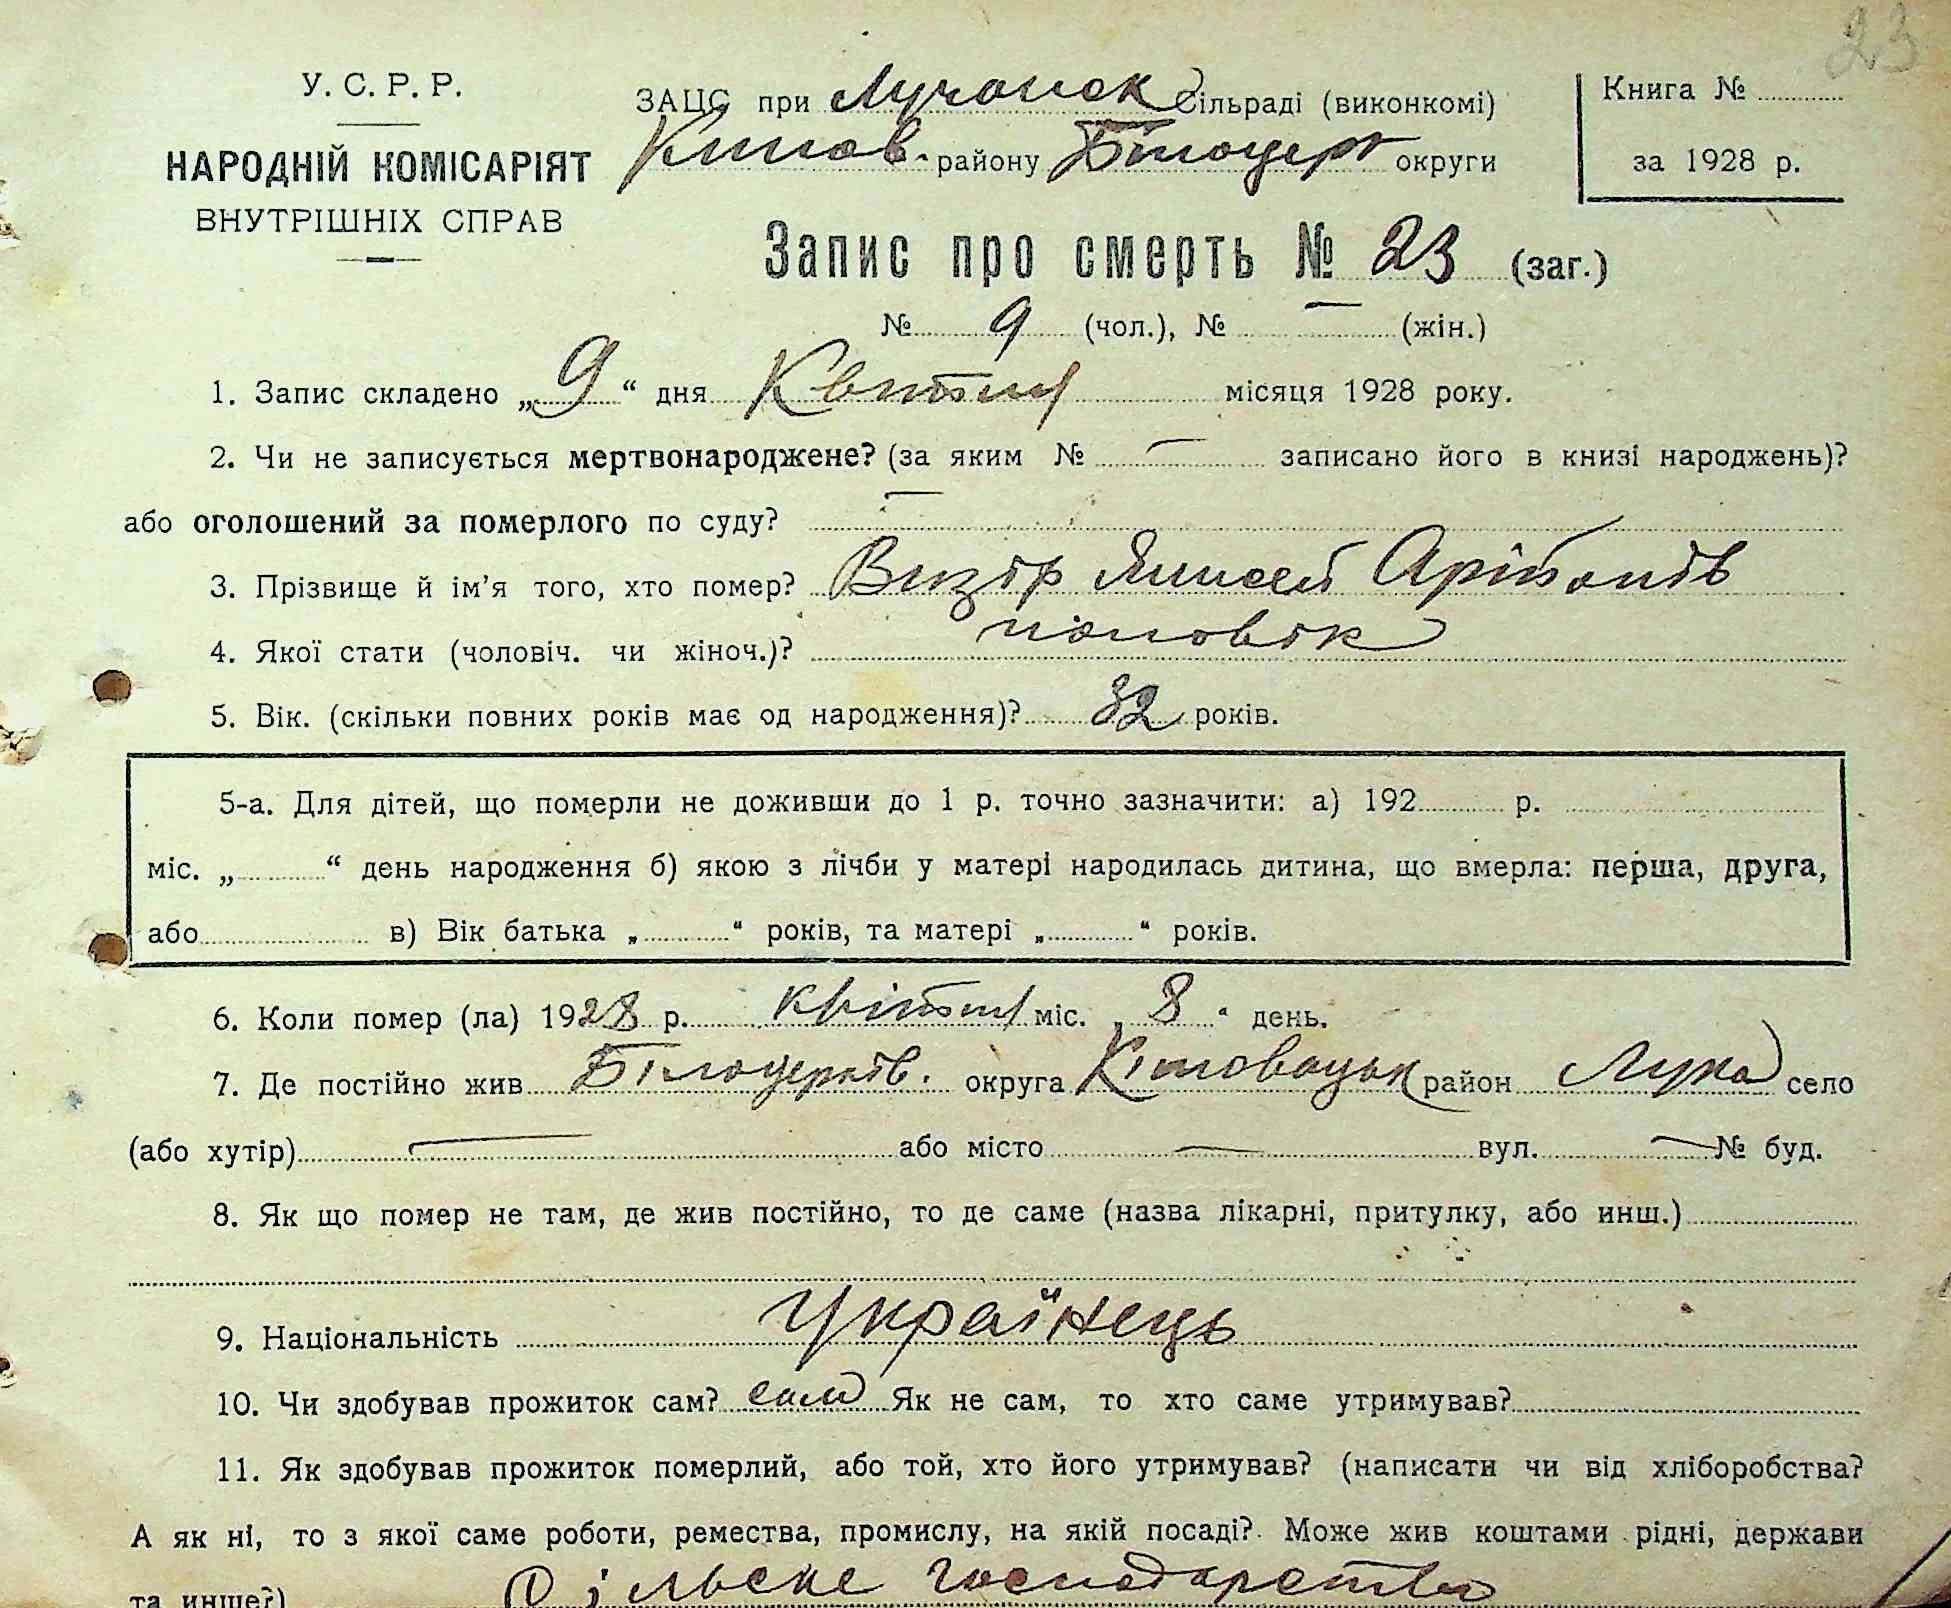 23
У. С. Р. Р.
НАРОДНІЙ КОМІСАРІЯТ
ВНУТРІШНІХ СПРАВ
ЗАЦС при Лучанск Сільраді (виконкомі)
району Білоцерк округи
Книга №
за 1928 р.
Запис про смерть № 23 (заг.)
№ 9 (чол.), № — (жін.)
1. Запис складено „9“ дня Квітня місяця 1928 року.
2. Чи не записується мертвонароджене? (за яким № — записано його в книзі народжень)?
або оголошений за померлого по суду? —
3. Прізвище й ім’я того, хто помер? Визір
4. Якої стати (чоловіч. чи жіноч.)? чоловік
5. Вік. (скільки повних років має од народження)? 32 років.
5-а. Для дітей, що померли не доживши до 1 р. точно зазначити: а) 192 р.
міс. „ “ день народження б) якою з лічби у матері народилась дитина, що вмерла: перша, друга,
або в) Вік батька „ “ років, та матері „ “ років.
6. Коли помер (ла) 1928 р. квітня міс. „8“ день.
7. Де постійно жив Білоцерків. округа район Лука село
(або хутір) — або місто — вул. — № буд.
8. Як що помер не там, де жив постійно, то де саме (назва лікарні, притулку, або инш.)
9. Національність Українець
10. Чи здобував прожиток сам? сам Як не сам, то хто саме утримував?
11. Як здобував прожиток померлий, або той, хто його утримував? (написати чи від хліборобства?
А як ні, то з якої саме роботи, ремества, промислу, на якій посаді? Може жив коштами рідні, держави
та инше?) Сільське господарство